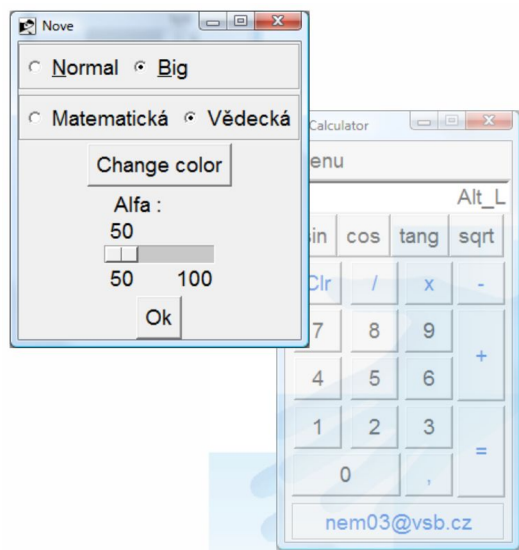 Nove
Normal Big
Matematická Vědecká
Change color
Alfa :
50
50 100
Ok
Calculator
enu
Alt_L
in cos tang sqrt
Clr / x -
7 8 9
+
4 5 6
1 2 3
=
0 ,
nem03@vsb.cz